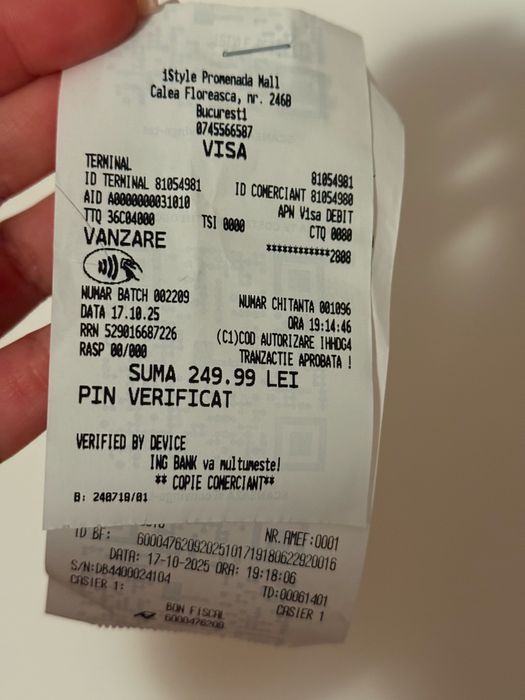 iStyle Promenada Mall
Calea Floreasca, nr. 246B
Bucuresti
0745566587
VISA
TERMINAL 81054981
ID TERMINAL 81054981 ID COMERCIANT 81054980
AID A0000000031010 APN Visa DEBIT
TTQ 36C04000 TSI 0000 CTQ 0080
VANZARE ************2808
NUMAR BATCH 002209 NUMAR CHITANTA 001096
DATA 17.10.25 ORA 19:14:46
RRN 529016687226 (C1)COD AUTORIZARE IHHDG4
RASP 00/000 TRANZACTIE APROBATA !
SUMA 249.99 LEI
PIN VERIFICAT
VERIFIED BY DEVICE
ING BANK va multumeste!
** COPIE COMERCIANT**
B: 240719/01
ID BF: NR.AMEF:0001
6000476209202510171918062292001​6
DATA: 17-10-2025 ORA: 19:18:06
S/N:DB4400024104 TD:00061401
CASIER 1: CASIER 1
BON FISCAL
6000476200